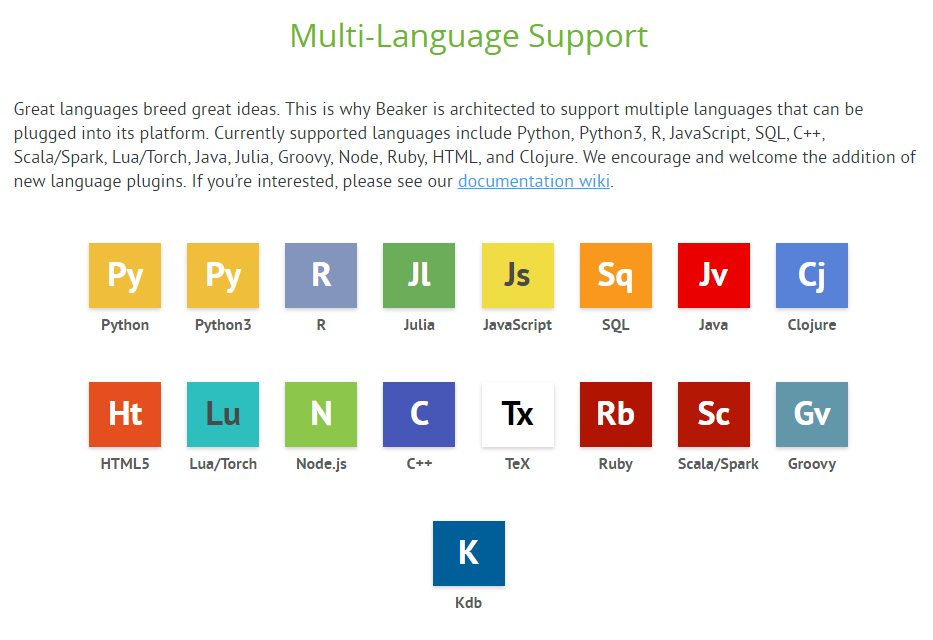 Multi-Language Support
Great languages breed great ideas. This is why Beaker is architected to support multiple languages that can be
plugged into its platform. Currently supported languages include Python, Python3, R, JavaScript, SQL, C++,
Scala/Spark, Lua/Torch, Java, Julia, Groovy, Node, Ruby, HTML, and Clojure. We encourage and welcome the addition of
new language plugins. If you’re interested, please see our documentation wiki.
Py Py R Jl Js Sq Jv Cj
Python Python3 R Julia JavaScript SQL Java Clojure
Ht Lu N C Tx Rb Sc Gv
HTML5 Lua/Torch Node.js C++ TeX Ruby Scala/Spark Groovy
K
Kdb